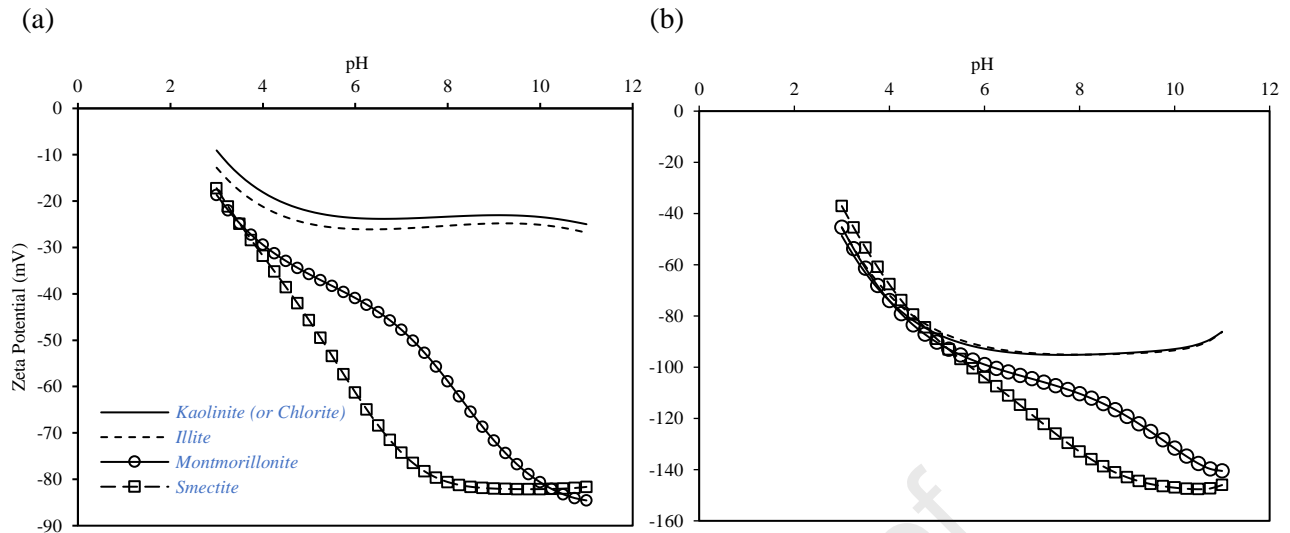 (a)
pH
0 2 4 6 8 10 12
0
-10
-20
-30
-40
-50
-60
-70
-80
-90
Zeta Potential (mV)
Kaolinite (or Chlorite)
Illite
Montmorillonite
Smectite
(b)
pH
0 2 4 6 8 10 12
0
-20
-40
-60
-80
-100
-120
-140
-160